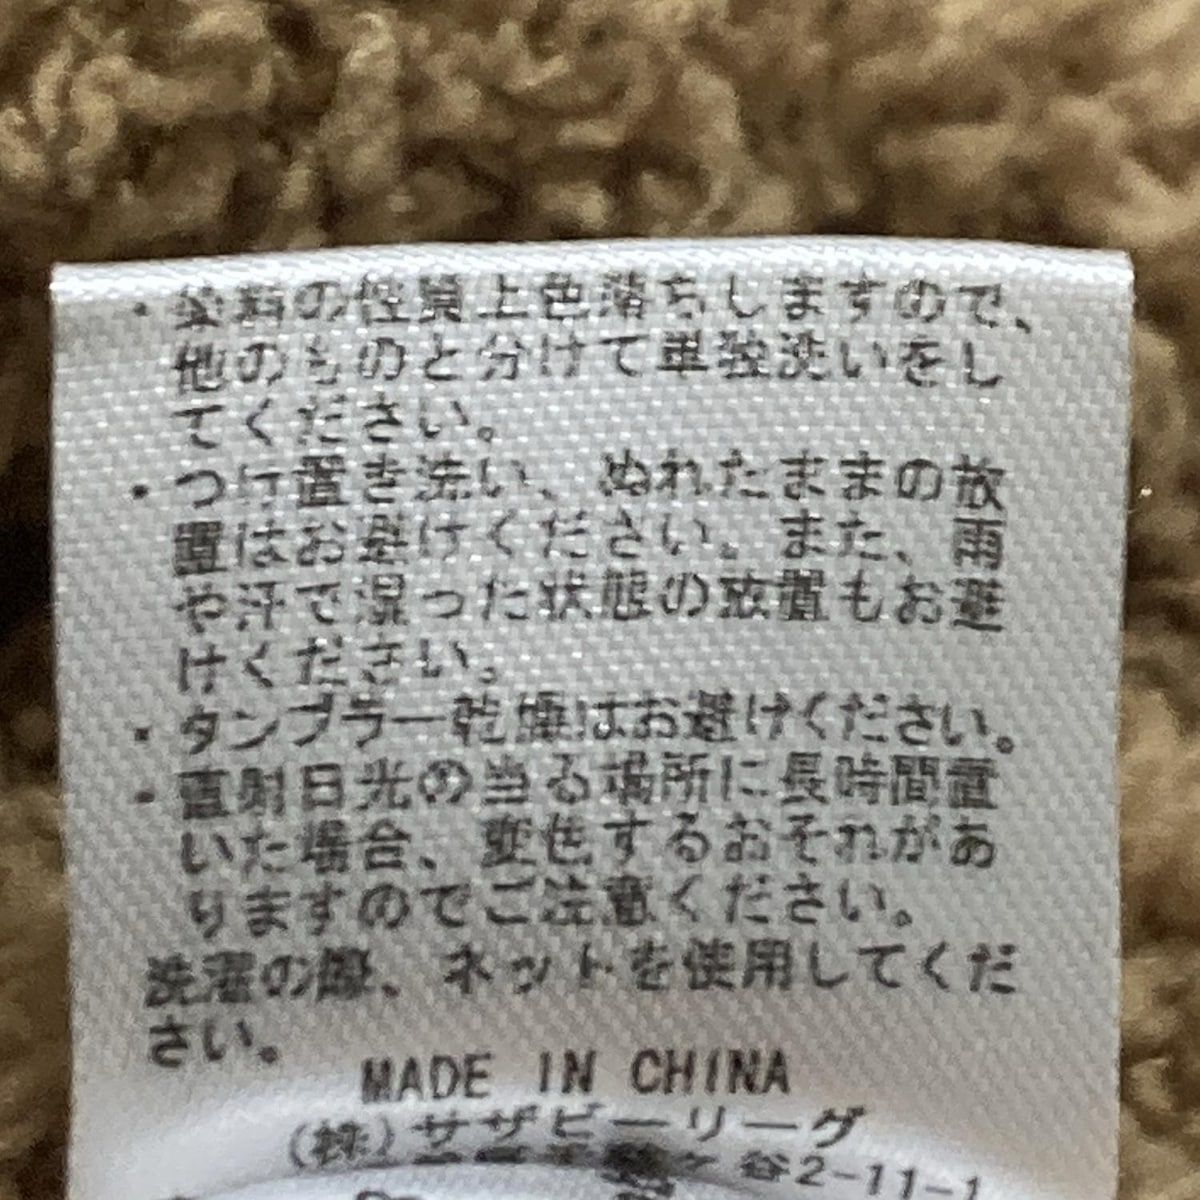 ・染料の性質上色落ちしますので、
他のものと分けて単独洗いをし
てください。
・つけ置き洗い、ぬれたままの放
置はお避けください。また、雨
や汗で湿った状態の放置もお避
けください。
・タンブラー乾燥はお避けください。
・直射日光の当る場所に長時間置
いた場合、変色するおそれがあ
りますのでご注意ください。
洗濯の際、ネットを使用してくだ
さい。
MADE IN CHINA
(株)サザビーリーグ
ケ谷2-11-1